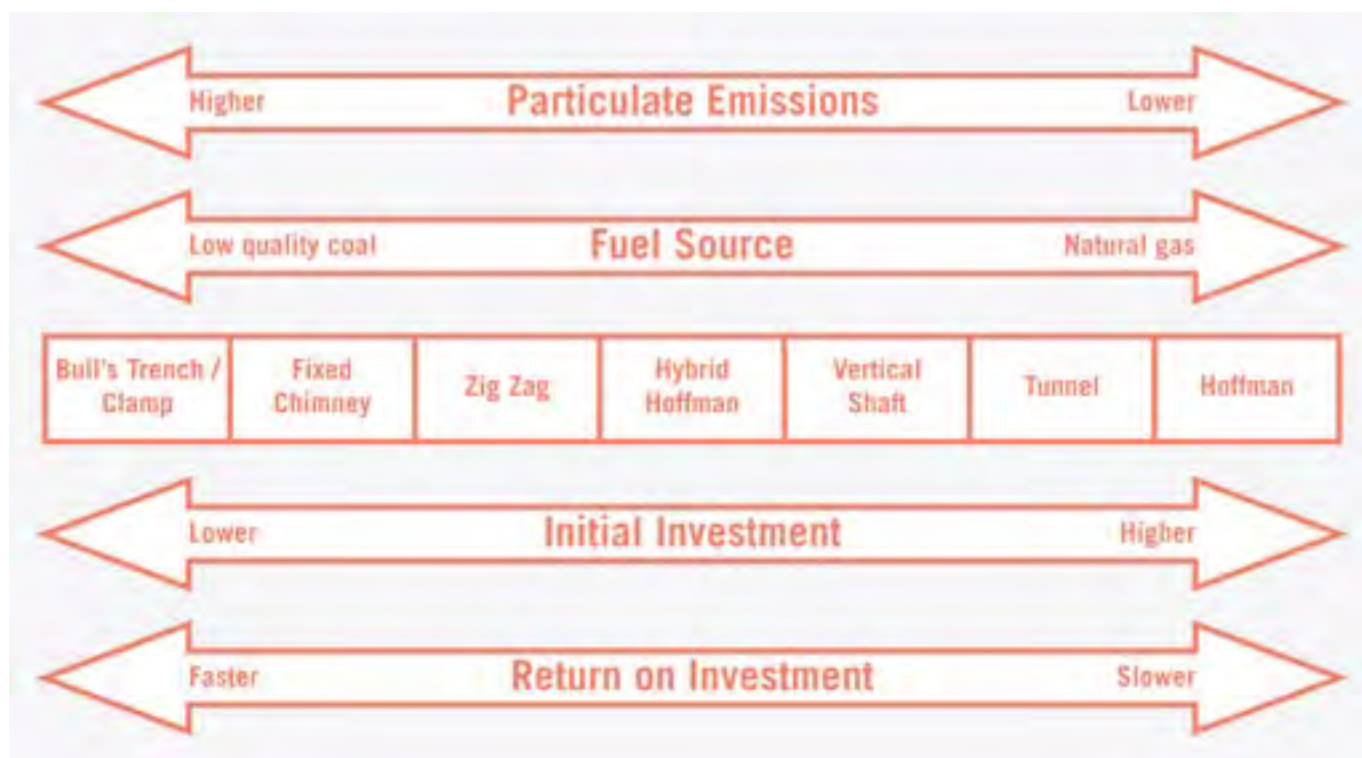 Higher Particulate Emissions Lower
Low quality coal Fuel Source Natural gas
Bull's Trench /
Clamp
Fixed
Chimney
Zig Zag
Hybrid
Hoffman
Vertical
Shaft
Tunnel
Hoffman
Lower Initial Investment Higher
Faster Return on Investment Slower